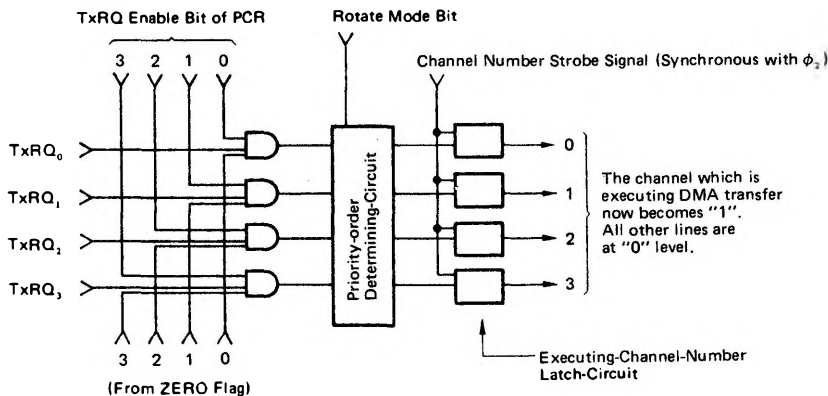 TxRQ Enable Bit of PCR
Rotate Mode Bit
3 2 1 0
Channel Number Strobe Signal (Synchronous with φ₂)
TxRQ₀
TxRQ₁
TxRQ₂
TxRQ₃
Priority-order
Determining-Circuit
0
1
2
3
The channel which is
executing DMA transfer
now becomes "1".
All other lines are
at "0" level.
3 2 1 0
(From ZERO Flag)
Executing-Channel-Number
Latch-Circuit